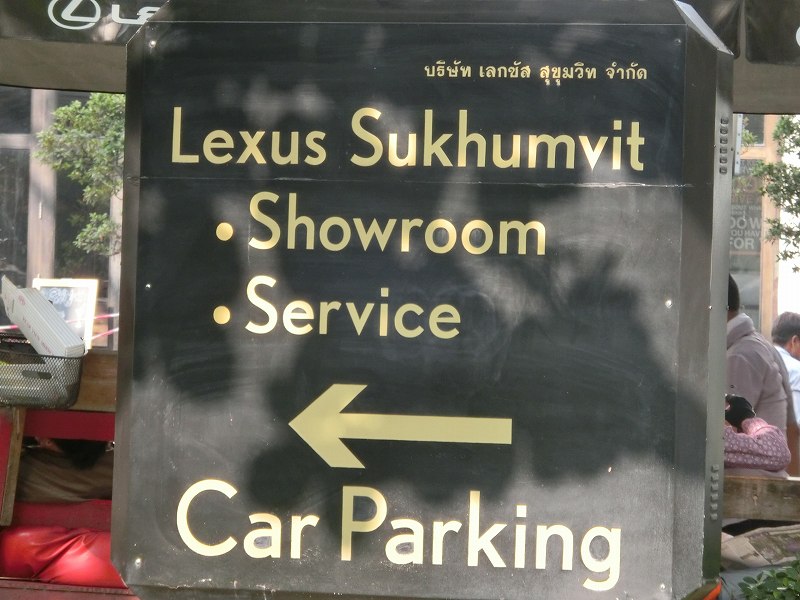 บริษัท เลกซัส สุขุมวิท จำกัด
Lexus Sukhumvit
• Showroom
• Service
Car Parking